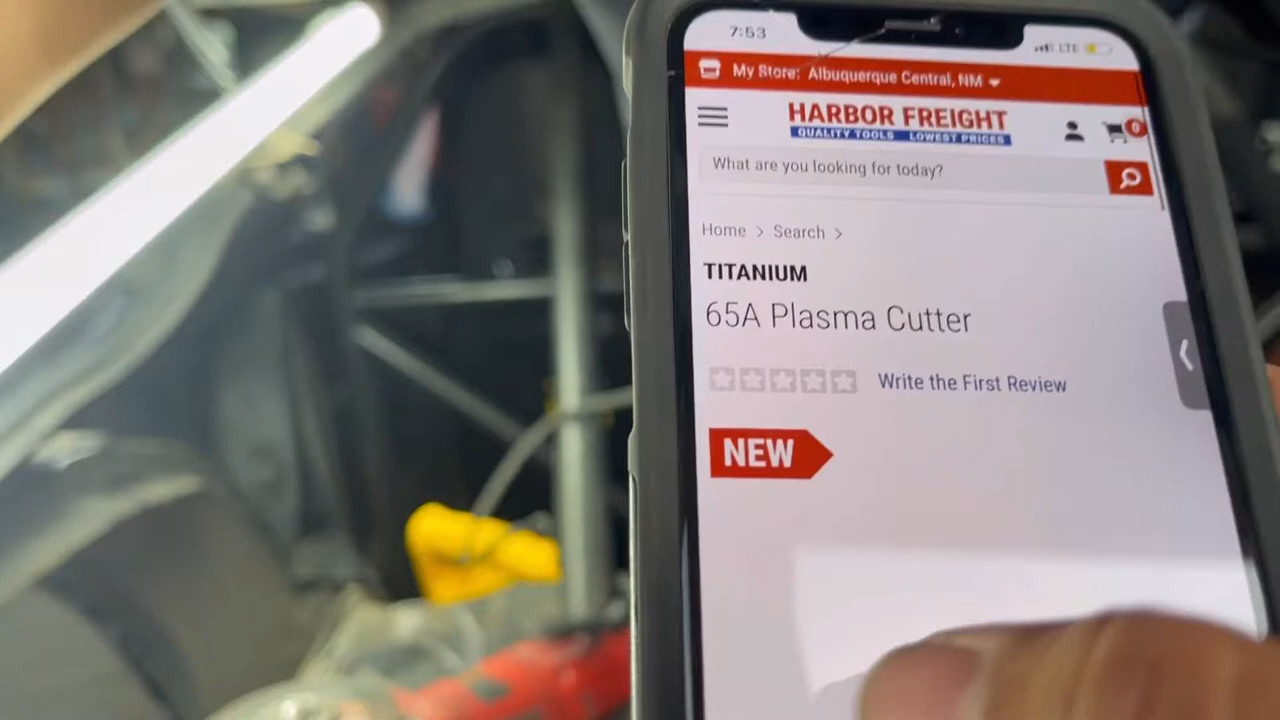 7:53
LTE
My Store: Albuquerque Central, NM
HARBOR FREIGHT
QUALITY TOOLS LOWEST PRICES
0
What are you looking for today?
Home > Search >
TITANIUM
65A Plasma Cutter
Write the First Review
NEW